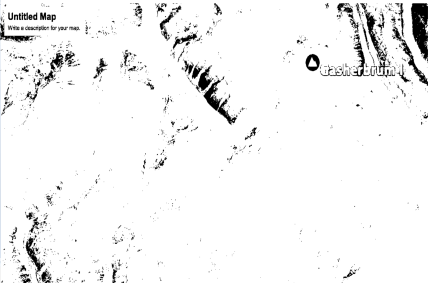 Untitled Map
Write a description for your map.
Gasherbrum I